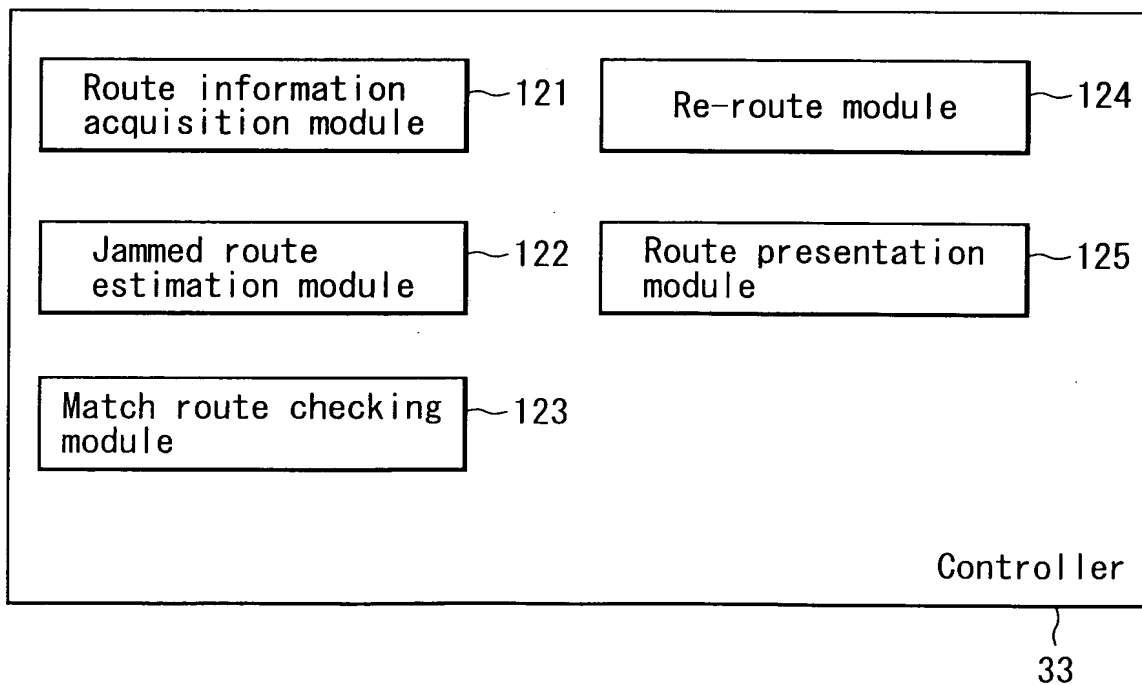 Route information
acquisition module
121
Re-route module
124
Jammed route
estimation module
122
Route presentation
module
125
Match route checking
module
123
Controller
33